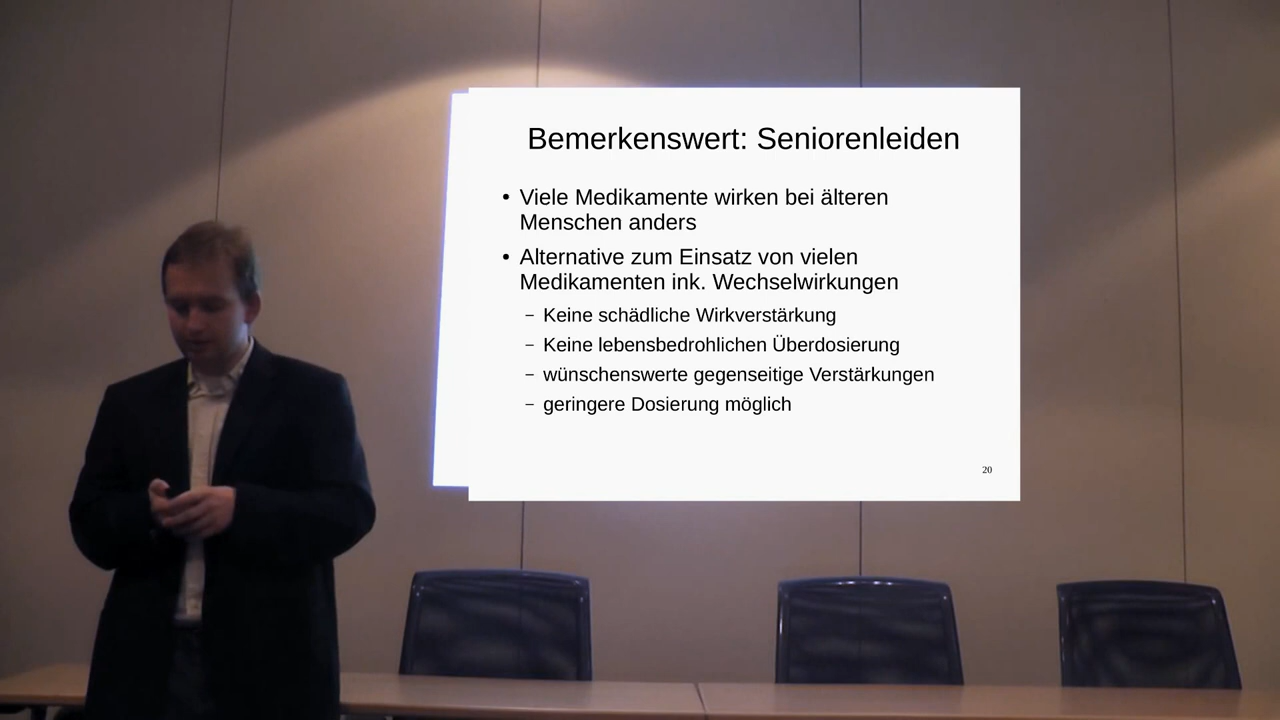 Bemerkenswert: Seniorenleiden
• Viele Medikamente wirken bei älteren
Menschen anders
• Alternative zum Einsatz von vielen
Medikamenten ink. Wechselwirkungen
– Keine schädliche Wirkverstärkung
– Keine lebensbedrohlichen Überdosierung
– wünschenswerte gegenseitige Verstärkungen
– geringere Dosierung möglich
20